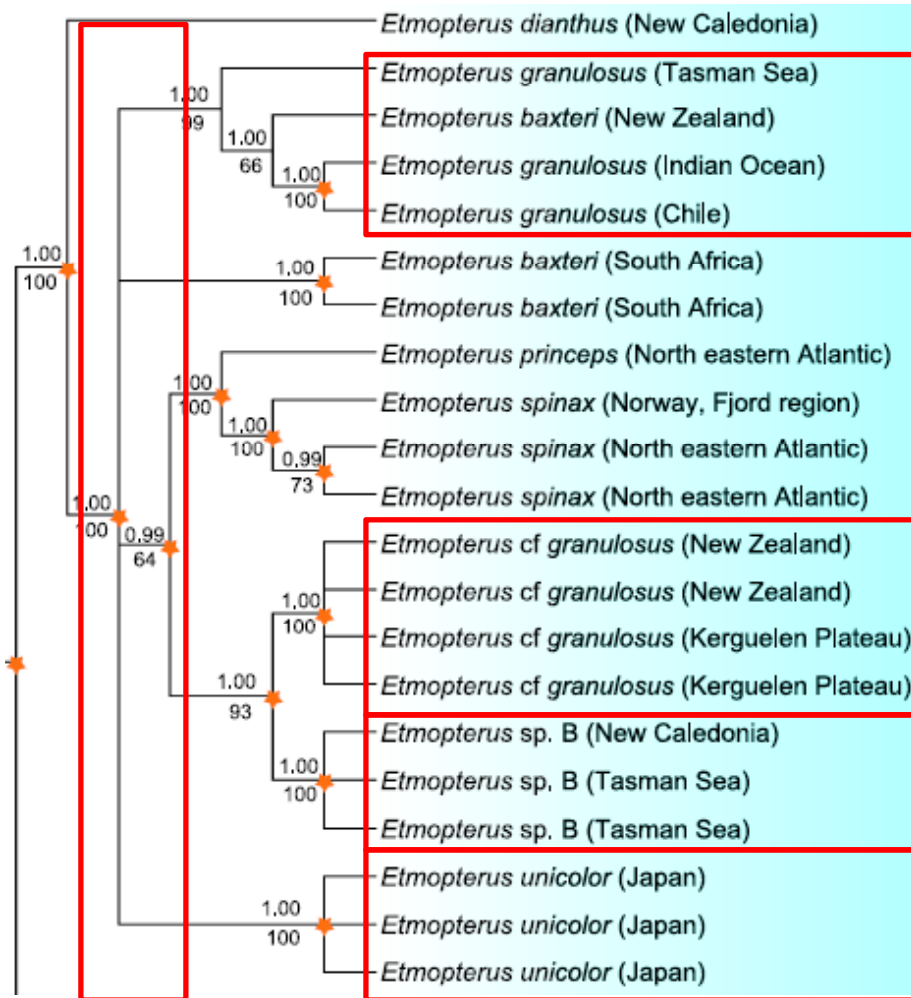 Etmopterus dianthus (New Caledonia)
Etmopterus granulosus (Tasman Sea)
1.00
99
Etmopterus baxteri (New Zealand)
1.00
66
Etmopterus granulosus (Indian Ocean)
1.00
100
Etmopterus granulosus (Chile)
1.00
100
Etmopterus baxteri (South Africa)
1.00
100
Etmopterus baxteri (South Africa)
Etmopterus princeps (North eastern Atlantic)
1.00
100
Etmopterus spinax (Norway, Fjord region)
1.00
100
Etmopterus spinax (North eastern Atlantic)
0.99
73
Etmopterus spinax (North eastern Atlantic)
1.00
100
0.99
64
Etmopterus cf granulosus (New Zealand)
Etmopterus cf granulosus (New Zealand)
1.00
100
Etmopterus cf granulosus (Kerguelen Plateau)
Etmopterus cf granulosus (Kerguelen Plateau)
1.00
93
Etmopterus sp. B (New Caledonia)
1.00
100
Etmopterus sp. B (Tasman Sea)
Etmopterus sp. B (Tasman Sea)
Etmopterus unicolor (Japan)
1.00
100
Etmopterus unicolor (Japan)
Etmopterus unicolor (Japan)